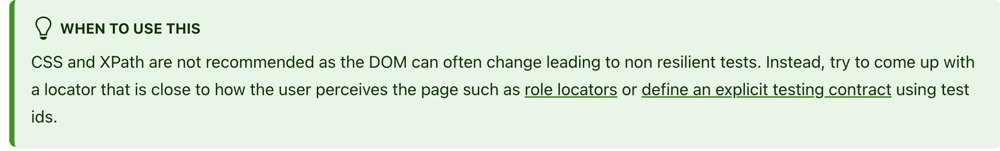 WHEN TO USE THIS
CSS and XPath are not recommended as the DOM can often change leading to non resilient tests. Instead, try to come up with
a locator that is close to how the user perceives the page such as role locators or define an explicit testing contract using test
ids.